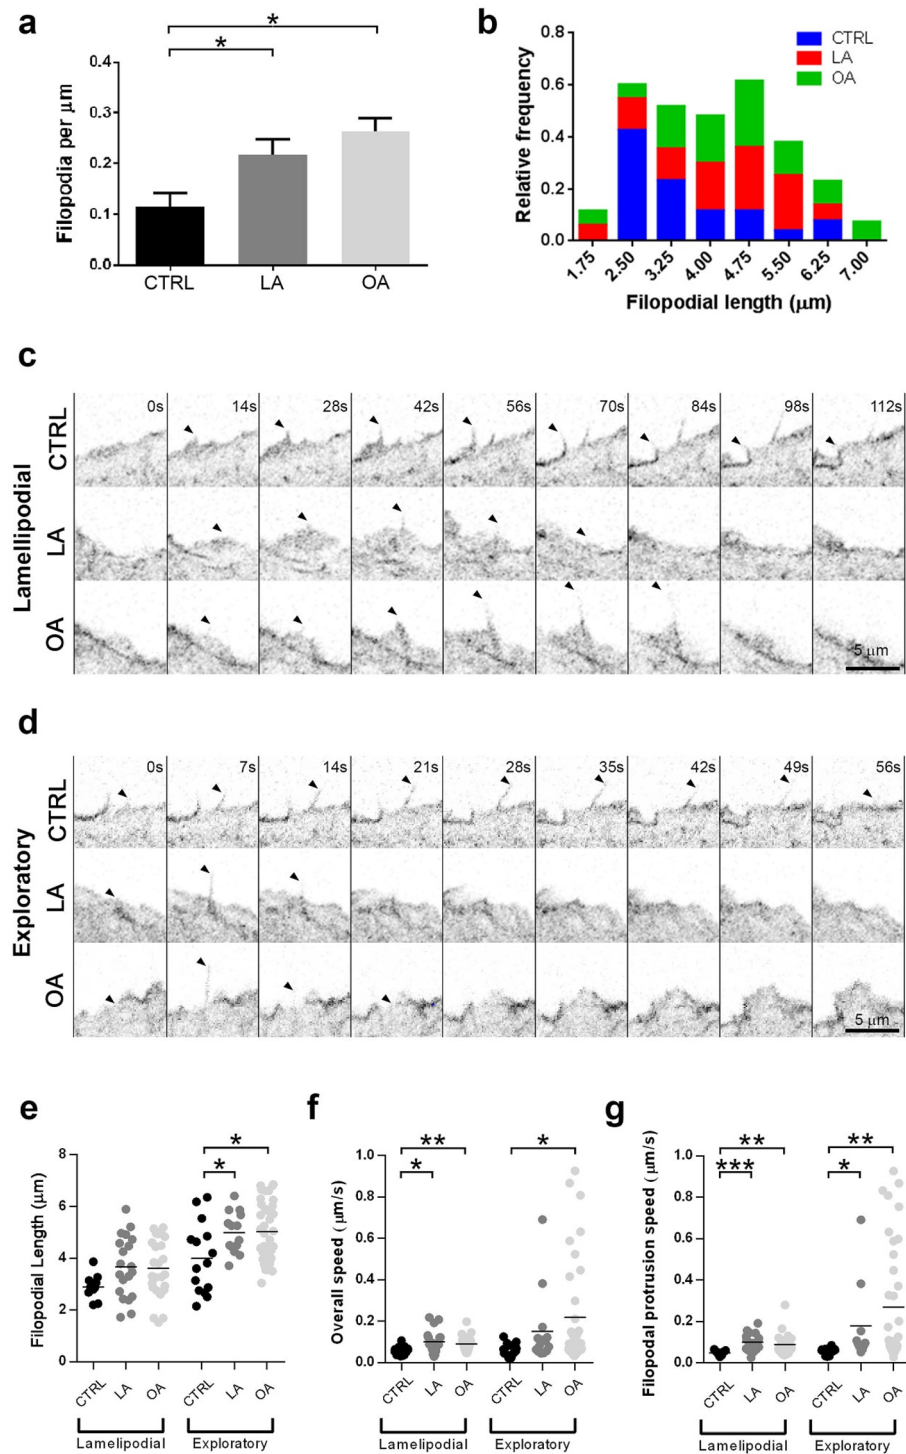 a
*
*
Filopodia per μm
0.4
0.3
0.2
0.1
0.0
CTRL LA OA
b
CTRL
LA
OA
Relative frequency
0.8
0.6
0.4
0.2
0.0
1.75 2.50 3.25 4.00 4.75 5.50 6.25 7.00
Filopodial length (μm)
c
Lamellipodial
CTRL
0s 14s 28s 42s 56s 70s 84s 98s 112s
LA
OA
5 μm
d
Exploratory
CTRL
0s 7s 14s 21s 28s 35s 42s 49s 56s
LA
OA
5 μm
e
Filopodial Length (μm)
8
6
4
2
0
*
*
CTRL LA OA CTRL LA OA
Lamelipodial Exploratory
f
Overall speed (μm/s)
1.0
0.8
0.6
0.4
0.2
0.0
**
*
*
CTRL LA OA CTRL LA OA
Lamelipodial Exploratory
g
Filopodal protrusion speed (μm/s)
1.0
0.8
0.6
0.4
0.2
0.0
**
***
**
*
CTRL LA OA CTRL LA OA
Lamelipodial Exploratory